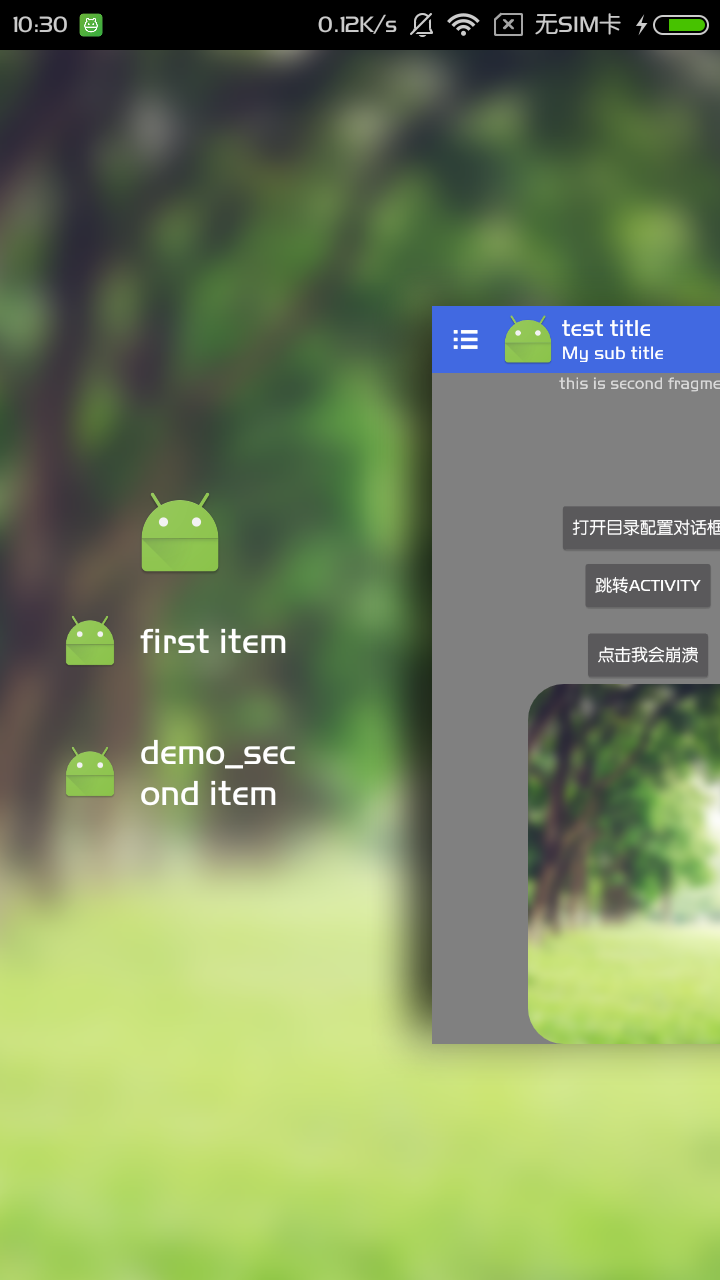 10:30 0.12K/s 无SIM卡
test title
My sub title
this is second fragme
打开目录配置对话框
跳转ACTIVITY
点击我会崩溃
first item
demo_sec
ond item